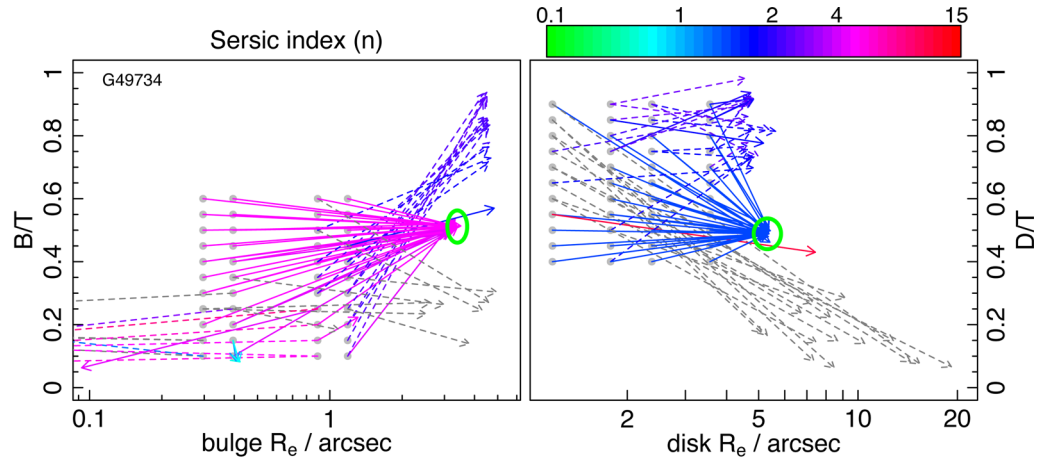 Sersic index (n)
0.1 1 2 4 15
G49734
B/T
0 0.2 0.4 0.6 0.8 1
0.1 1
bulge Re / arcsec
D/T
0 0.2 0.4 0.6 0.8 1
2 5 10 20
disk Re / arcsec